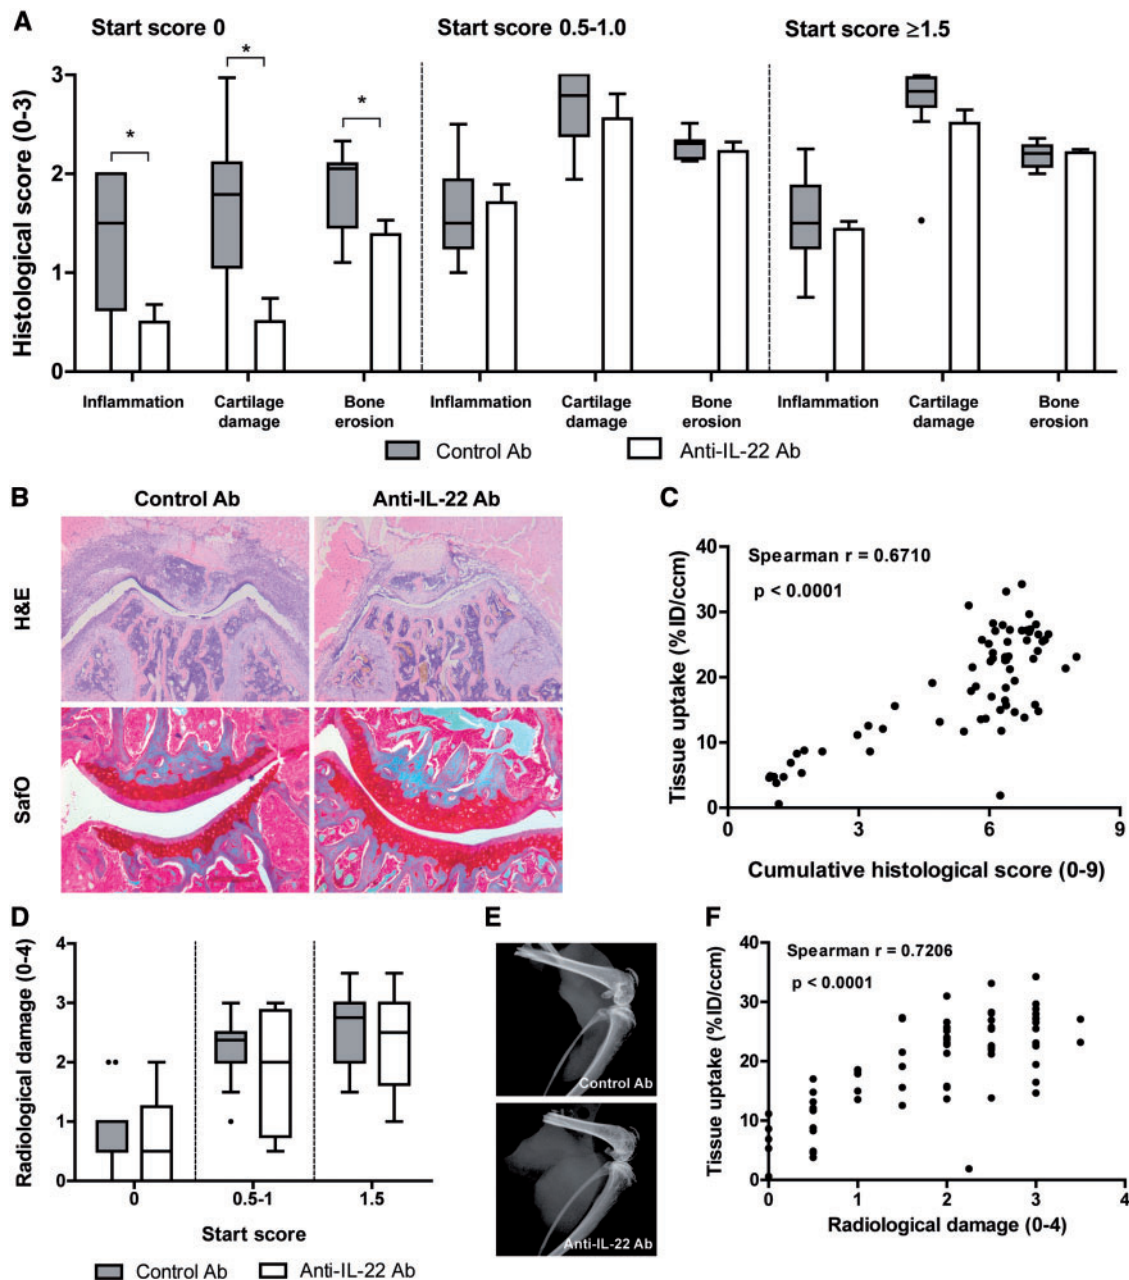 A
Start score 0
Start score 0.5-1.0
Start score ≥1.5
Histological score (0-3)
3
2
1
0
*
*
*
Inflammation
Cartilage damage
Bone erosion
Inflammation
Cartilage damage
Bone erosion
Inflammation
Cartilage damage
Bone erosion
Control Ab
Anti-IL-22 Ab
B
Control Ab
Anti-IL-22 Ab
H&E
SafO
C
Spearman r = 0.6710
p < 0.0001
Tissue uptake (%ID/ccm)
40
30
20
10
0
0 3 6 9
Cumulative histological score (0-9)
D
Radiological damage (0-4)
4
3
2
1
0
0 0.5-1 1.5
Start score
Control Ab
Anti-IL-22 Ab
E
Control Ab
Anti-IL-22 Ab
F
Spearman r = 0.7206
p < 0.0001
Tissue uptake (%ID/ccm)
40
30
20
10
0
0 1 2 3 4
Radiological damage (0-4)